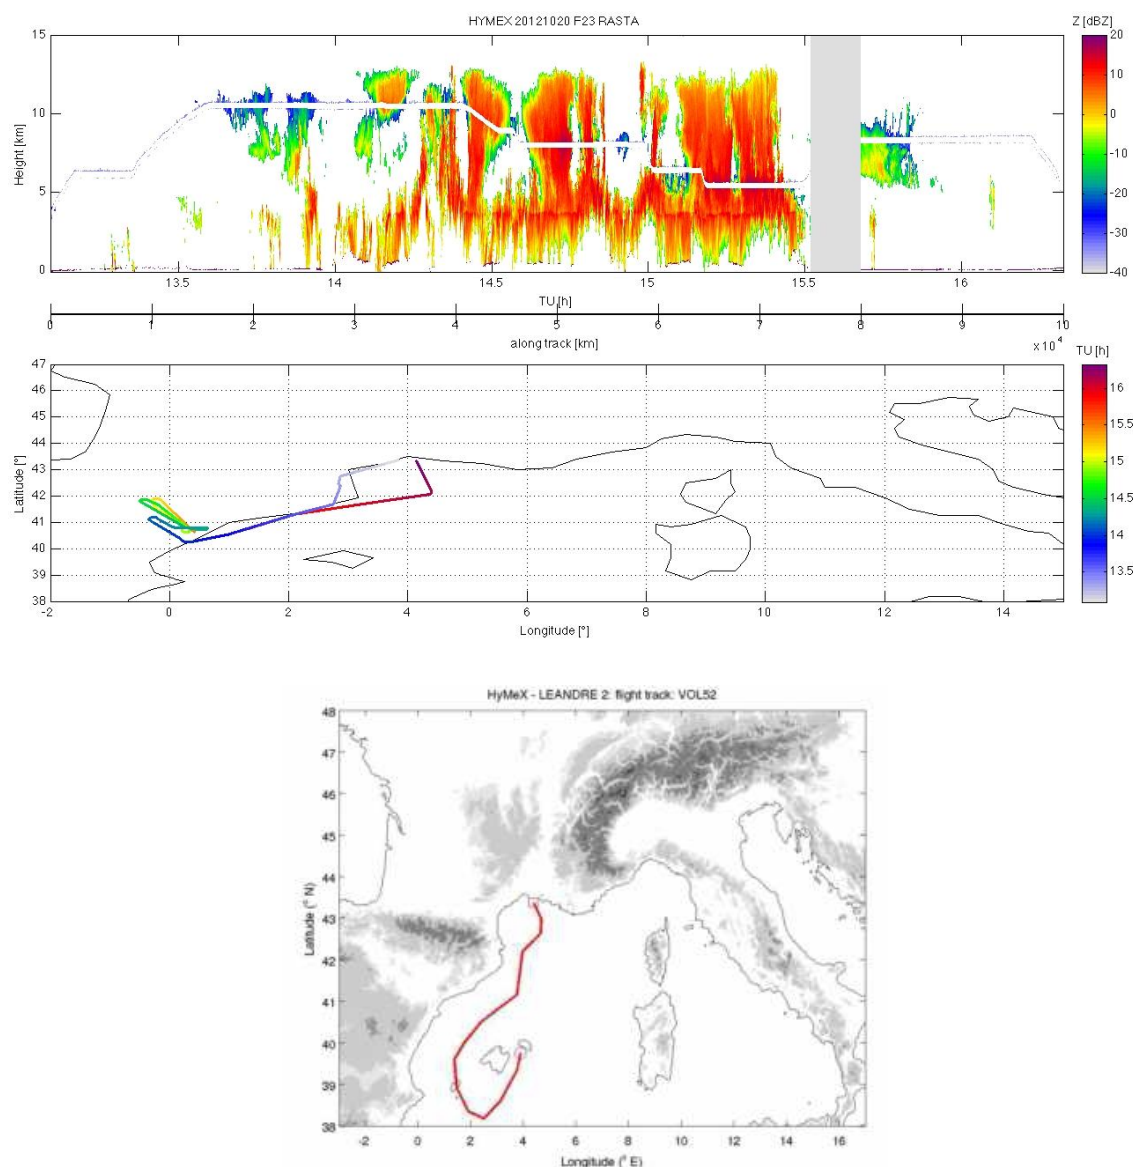 HYMEX 20121020 F23 RASTA
Z [dBZ]
15
10
5
0
Height [km]
20
10
0
-10
-20
-30
-40
13.5 14 14.5 15 15.5 16
TU [h]
0 1 2 3 4 5 6 7 8 9 10
along track [km]
x 10^4
TU [h]
47
46
45
44
43
42
41
40
39
38
Latitude [°]
16
15.5
15
14.5
14
13.5
-2 0 2 4 6 8 10 12 14
Longitude [°]
HyMeX - LEANDRE 2: flight track: VOL52
48
47
46
45
44
43
42
41
40
39
38
Latitude (° N)
-2 0 2 4 6 8 10 12 14 16
Longitude (° E)